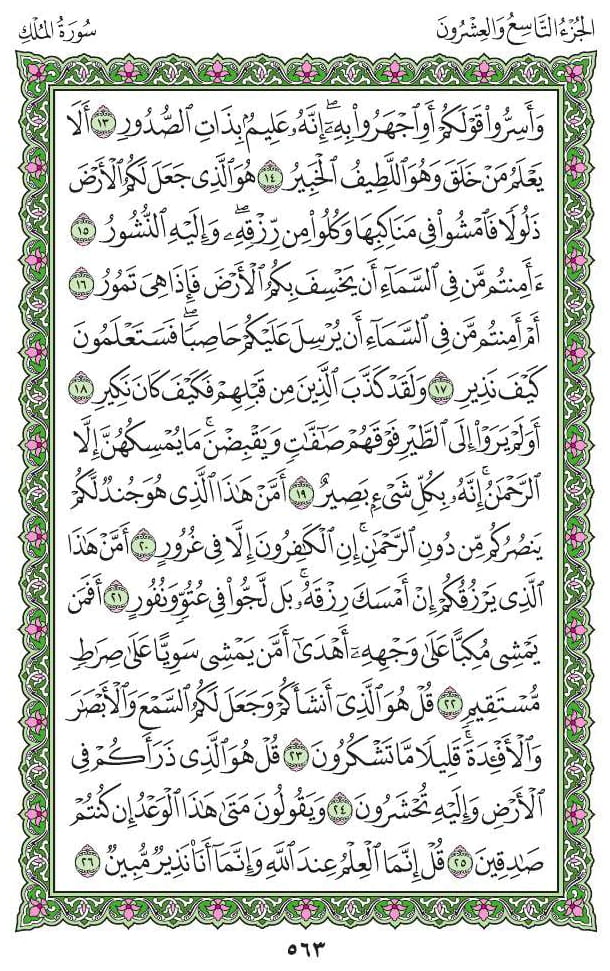 الجُزْءُ التَّاسِعُ وَالعِشْرُونَ
سُورَةُ المُلْكِ
وَأَسِرُّوا۟ قَوْلَكُمْ أَوِ ٱجْهَرُوا۟ بِهِۦٓ ۖ إِنَّهُۥ عَلِيمٌۢ بِذَاتِ ٱلصُّدُورِ ١٣ أَلَا
يَعْلَمُ مَنْ خَلَقَ وَهُوَ ٱللَّطِيفُ ٱلْخَبِيرُ ١٤ هُوَ ٱلَّذِى جَعَلَ لَكُمُ ٱلْأَرْضَ
ذَلُولًا فَٱمْشُوا۟ فِى مَنَاكِبِهَا وَكُلُوا۟ مِن رِّزْقِهِۦ ۖ وَإِلَيْهِ ٱلنُّشُورُ ١٥
ءَأَمِنتُم مَّن فِى ٱلسَّمَآءِ أَن يَخْسِفَ بِكُمُ ٱلْأَرْضَ فَإِذَا هِىَ تَمُورُ ١٦
أَمْ أَمِنتُم مَّن فِى ٱلسَّمَآءِ أَن يُرْسِلَ عَلَيْكُمْ حَاصِبًا ۖ فَسَتَعْلَمُونَ
كَيْفَ نَذِيرِ ١٧ وَلَقَدْ كَذَّبَ ٱلَّذِينَ مِن قَبْلِهِمْ فَكَيْفَ كَانَ نَكِيرِ ١٨
أَوَلَمْ يَرَوْا۟ إِلَى ٱلطَّيْرِ فَوْقَهُمْ صَٰٓفَّٰتٍ وَيَقْبِضْنَ ۚ مَا يُمْسِكُهُنَّ إِلَّا
ٱلرَّحْمَٰنُ ۚ إِنَّهُۥ بِكُلِّ شَىْءٍۭ بَصِيرٌ ١٩ أَمَّنْ هَٰذَا ٱلَّذِى هُوَ جُندٌ لَّكُمْ
يَنصُرُكُم مِّن دُونِ ٱلرَّحْمَٰنِ ۚ إِنِ ٱلْكَٰفِرُونَ إِلَّا فِى غُرُورٍ ٢٠ أَمَّنْ هَٰذَا
ٱلَّذِى يَرْزُقُكُمْ إِنْ أَمْسَكَ رِزْقَهُۥ ۚ بَل لَّجُّوا۟ فِى عُتُوٍّ وَنُفُورٍ ٢١ أَفَمَن
يَمْشِى مُكِبًّا عَلَىٰ وَجْهِهِۦٓ أَهْدَىٰٓ أَمَّن يَمْشِى سَوِيًّا عَلَىٰ صِرَٰطٍ
مُّسْتَقِيمٍ ٢٢ قُلْ هُوَ ٱلَّذِىٓ أَنشَأَكُمْ وَجَعَلَ لَكُمُ ٱلسَّمْعَ وَٱلْأَبْصَٰرَ
وَٱلْأَفْـِٔدَةَ ۖ قَلِيلًا مَّا تَشْكُرُونَ ٢٣ قُلْ هُوَ ٱلَّذِى ذَرَأَكُمْ فِى
ٱلْأَرْضِ وَإِلَيْهِ تُحْشَرُونَ ٢٤ وَيَقُولُونَ مَتَىٰ هَٰذَا ٱلْوَعْدُ إِن كُنتُمْ
صَٰدِقِينَ ٢٥ قُلْ إِنَّمَا ٱلْعِلْمُ عِندَ ٱللَّهِ وَإِنَّمَآ أَنَا۠ نَذِيرٌ مُّبِينٌ ٢٦
٥٦٣